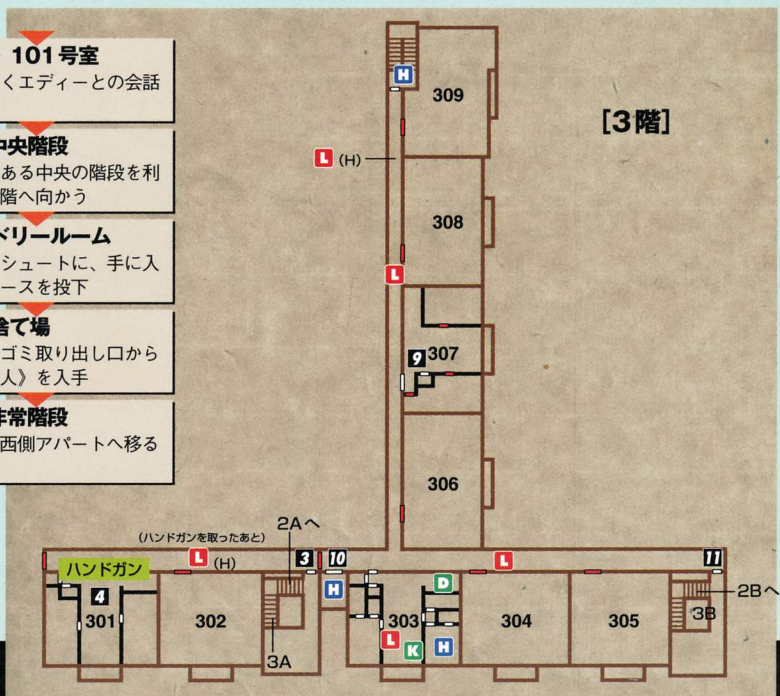 101号室
くエディーとの会話
中央階段
ある中央の階段を利
階へ向かう
ドリールーム
シュートに、手に入
ースを投下
捨て場
ゴミ取り出し口から
人》を入手
非常階段
西側アパートへ移る
[3階]
H
309
L (H)
308
L
9 307
306
(ハンドガンを取ったあと)
2Aへ
L (H)
3
10
L
11
ハンドガン
4
301
302
3A
H
303
D
L
K
H
304
305
3B
2Bへ